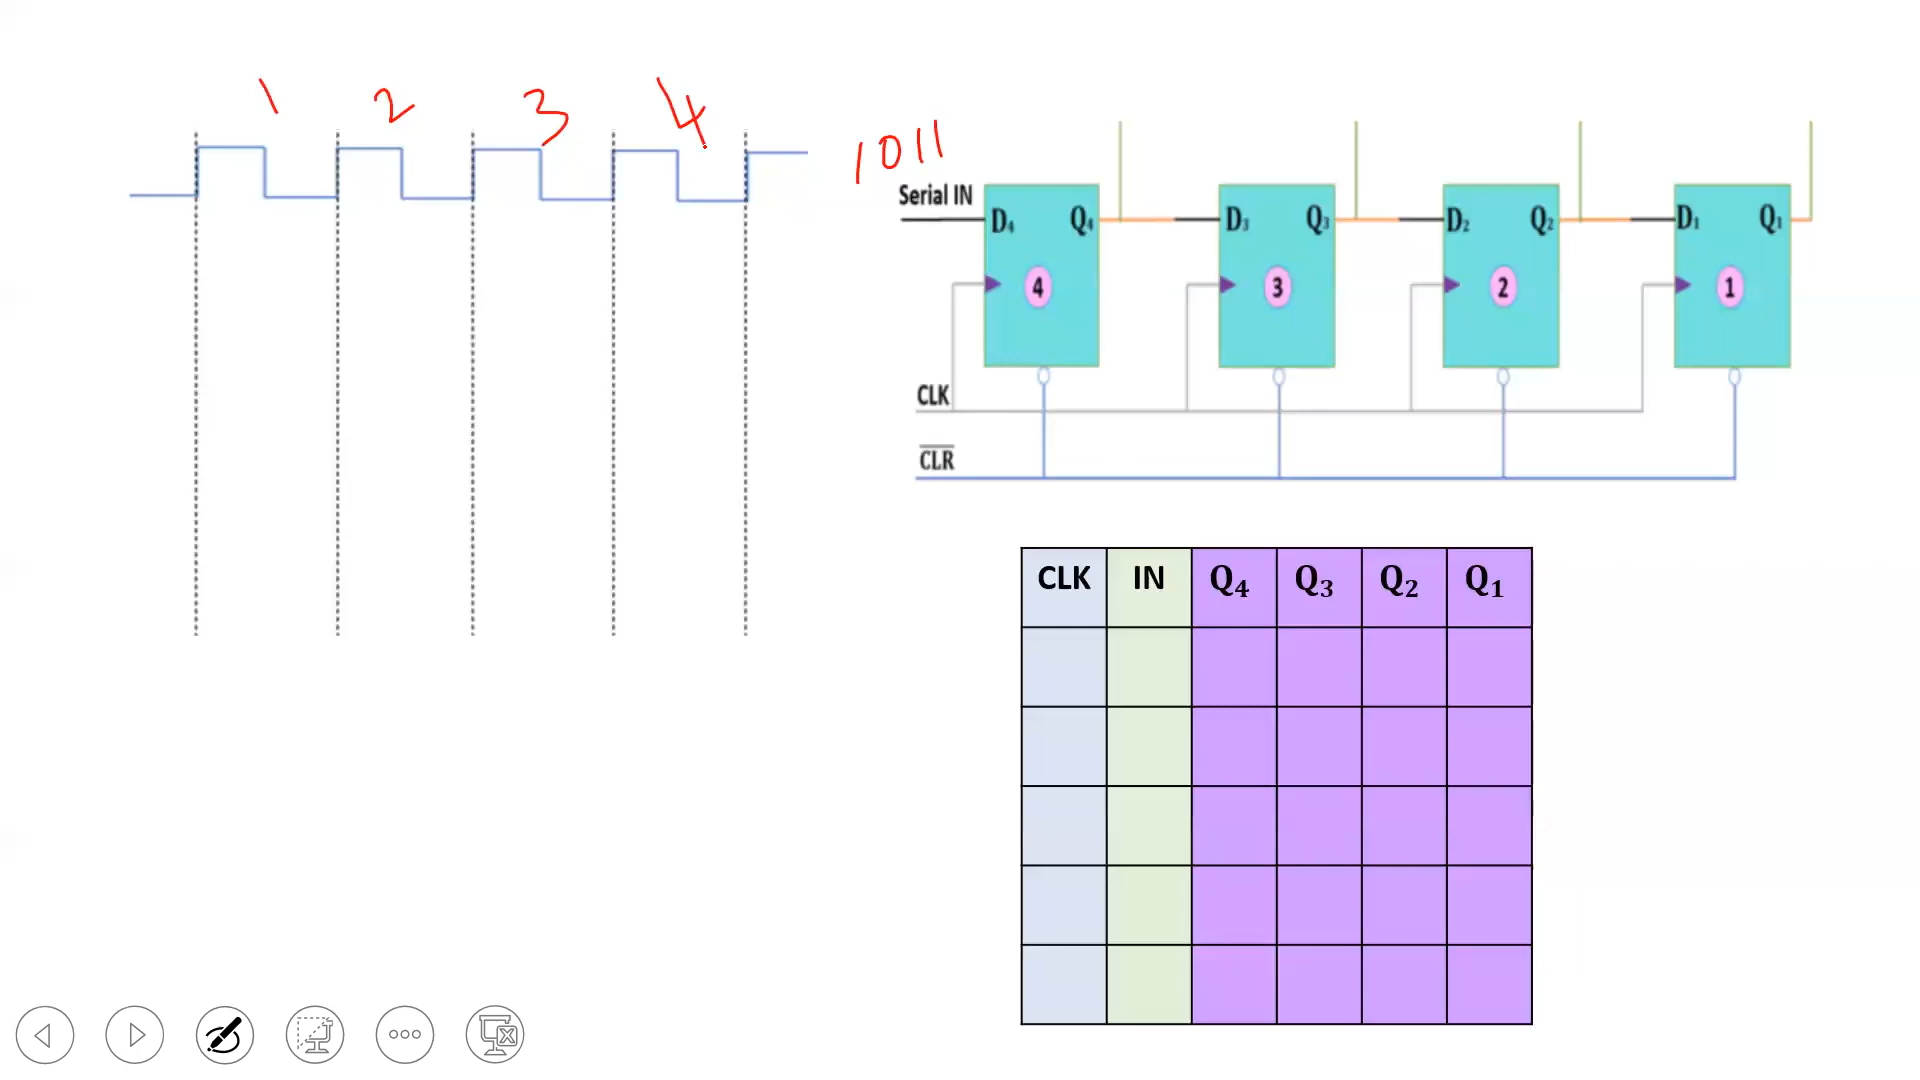 1 2 3 4
1011
Serial IN
D₄ Q₄ D₃ Q₃ D₂ Q₂ D₁ Q₁
4 3 2 1
CLK
CLR
CLK IN Q₄ Q₃ Q₂ Q₁